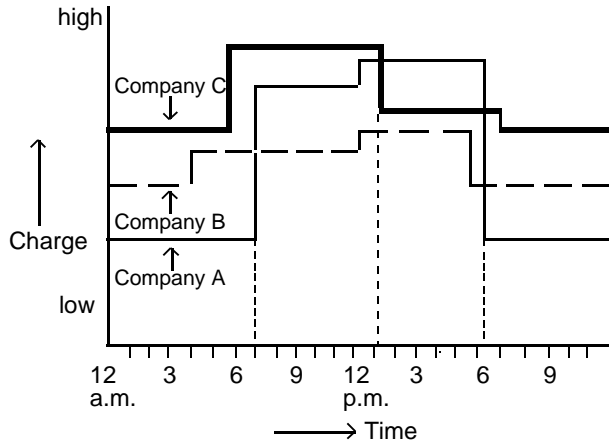 high
Company C
Company B
Charge
Company A
low
12 3 6 9 12 3 6 9
a.m. p.m.
Time